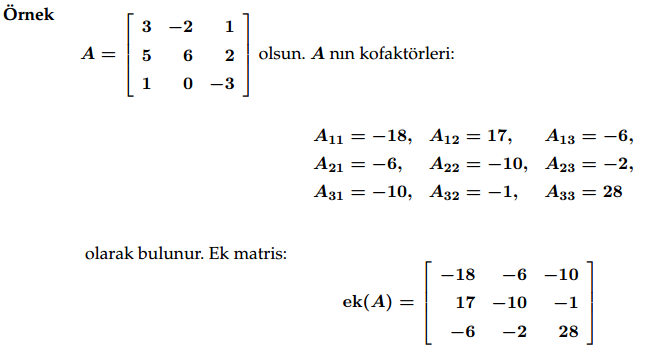 Örnek
A = [ 3 −2 1
5 6 2
1 0 −3 ] olsun. A nın kofaktörleri:
A₁₁ = −18, A₁₂ = 17, A₁₃ = −6,
A₂₁ = −6, A₂₂ = −10, A₂₃ = −2,
A₃₁ = −10, A₃₂ = −1, A₃₃ = 28
olarak bulunur. Ek matris:
ek(A) = [ −18 −6 −10
17 −10 −1
−6 −2 28 ]